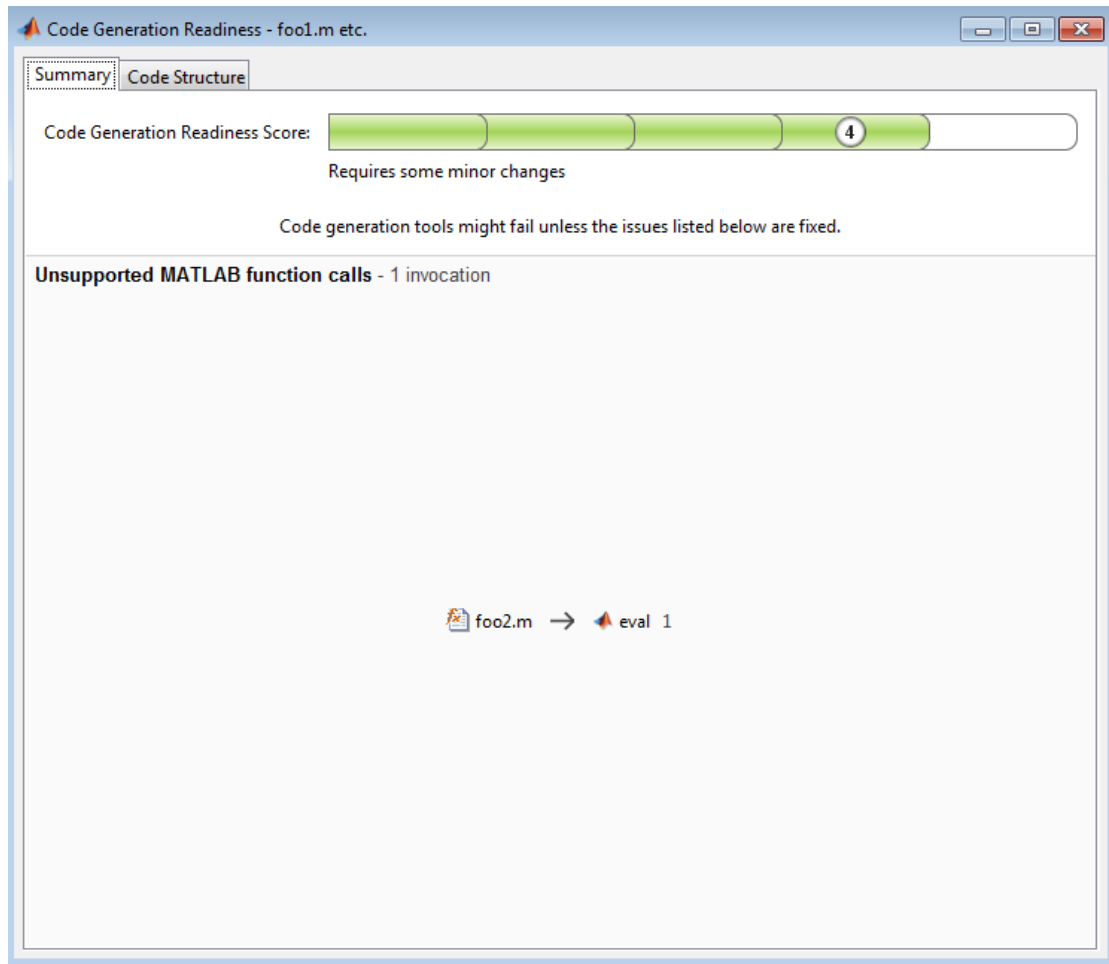 Code Generation Readiness - foo1.m etc.
Summary Code Structure
Code Generation Readiness Score: 4
Requires some minor changes
Code generation tools might fail unless the issues listed below are fixed.
Unsupported MATLAB function calls - 1 invocation
foo2.m → eval 1